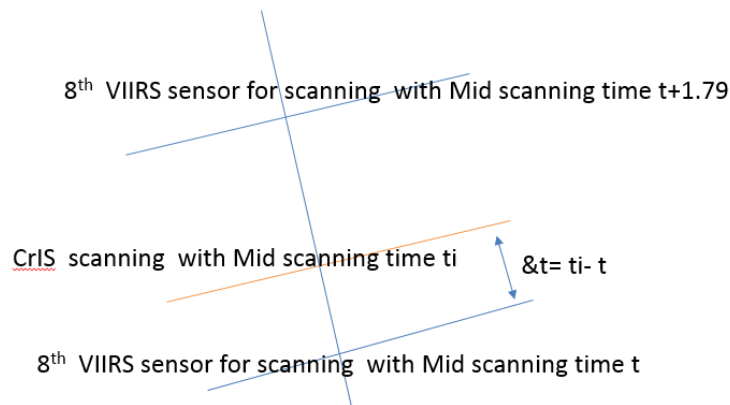 8th VIIRS sensor for scanning with Mid scanning time t+1.79
CrIS scanning with Mid scanning time ti
&t= ti- t
8th VIIRS sensor for scanning with Mid scanning time t